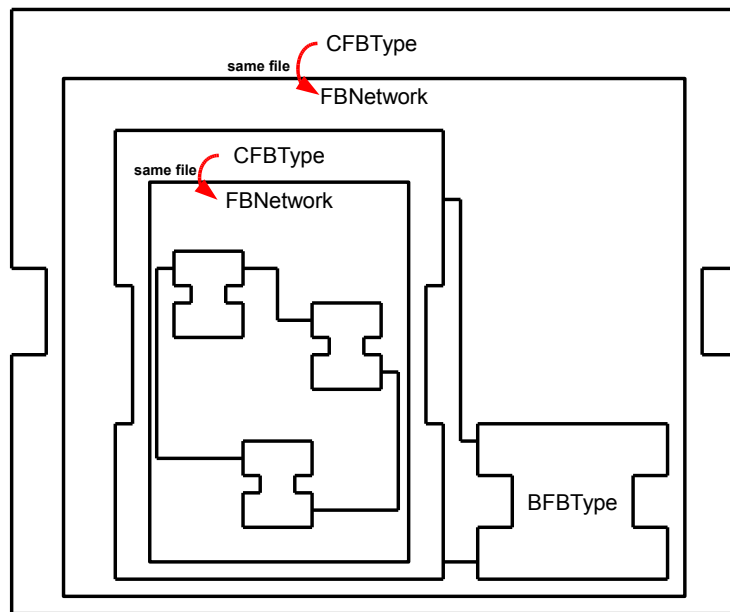 CFBType
same file
FBNetwork
CFBType
same file
FBNetwork
BFBType